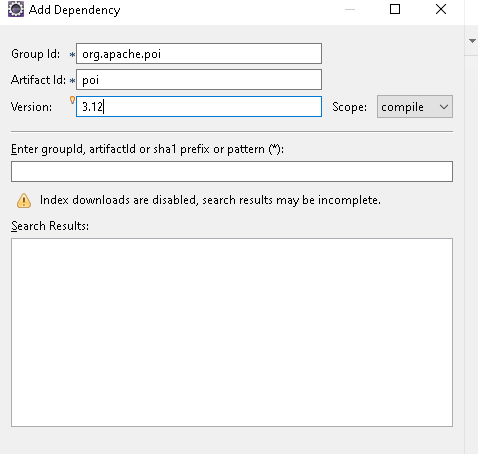 Add Dependency
Group Id: * org.apache.poi
Artifact Id: * poi
Version: 3.12 Scope: compile
Enter groupId, artifactId or sha1 prefix or pattern (*):
Index downloads are disabled, search results may be incomplete.
Search Results: